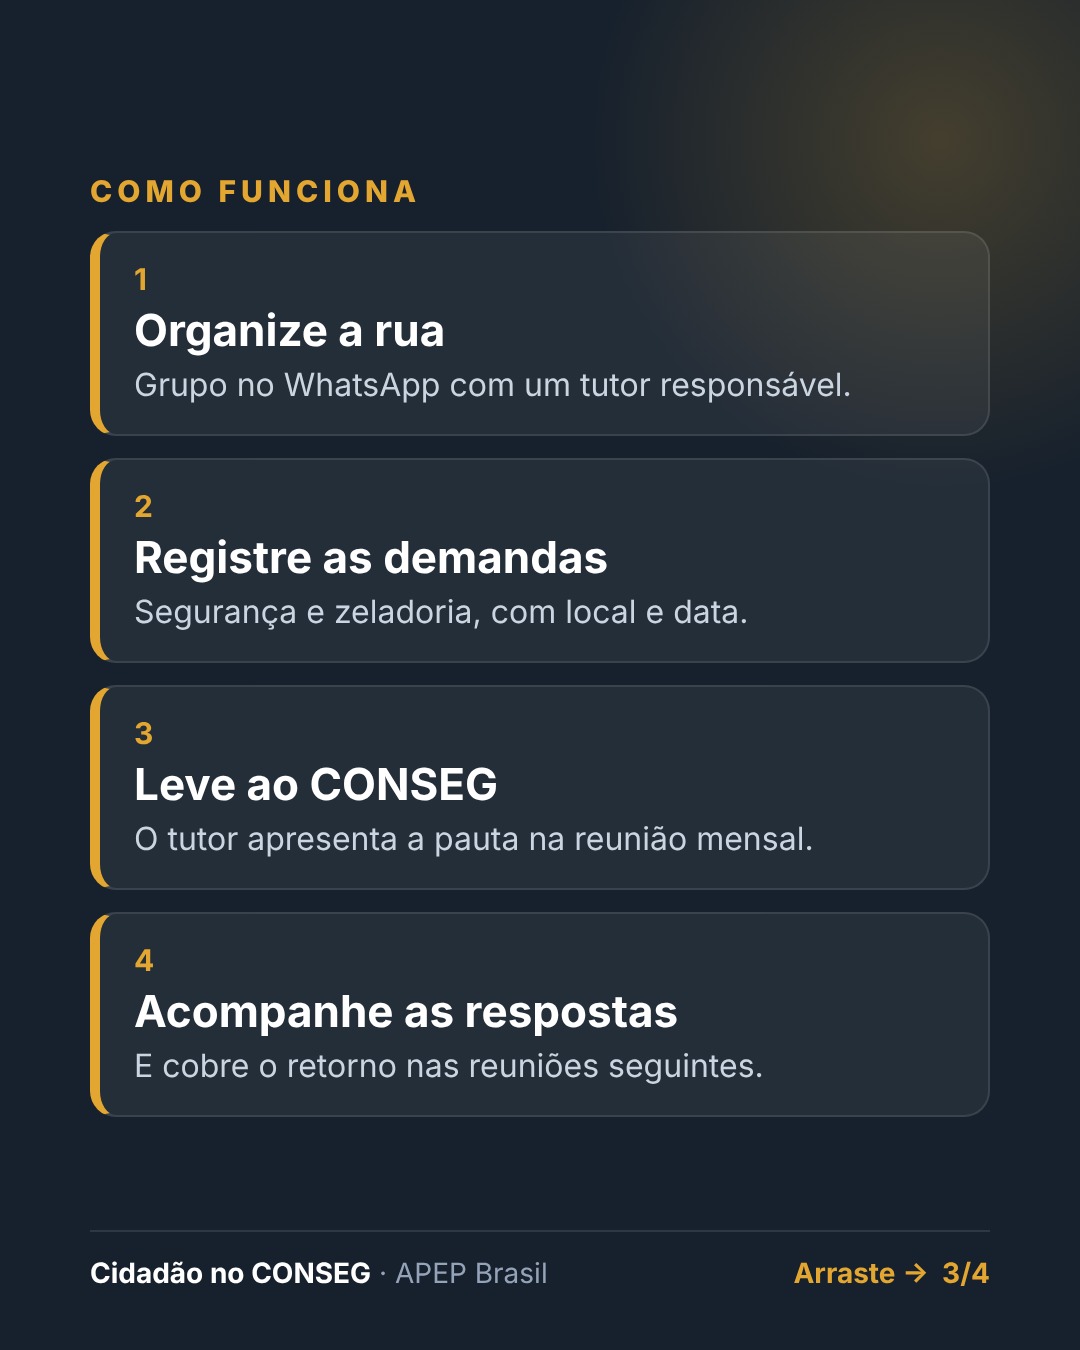 COMO FUNCIONA
1
Organize a rua
Grupo no WhatsApp com um tutor responsável.
2
Registre as demandas
Segurança e zeladoria, com local e data.
3
Leve ao CONSEG
O tutor apresenta a pauta na reunião mensal.
4
Acompanhe as respostas
E cobre o retorno nas reuniões seguintes.
Cidadão no CONSEG · APEP Brasil
Arraste → 3/4